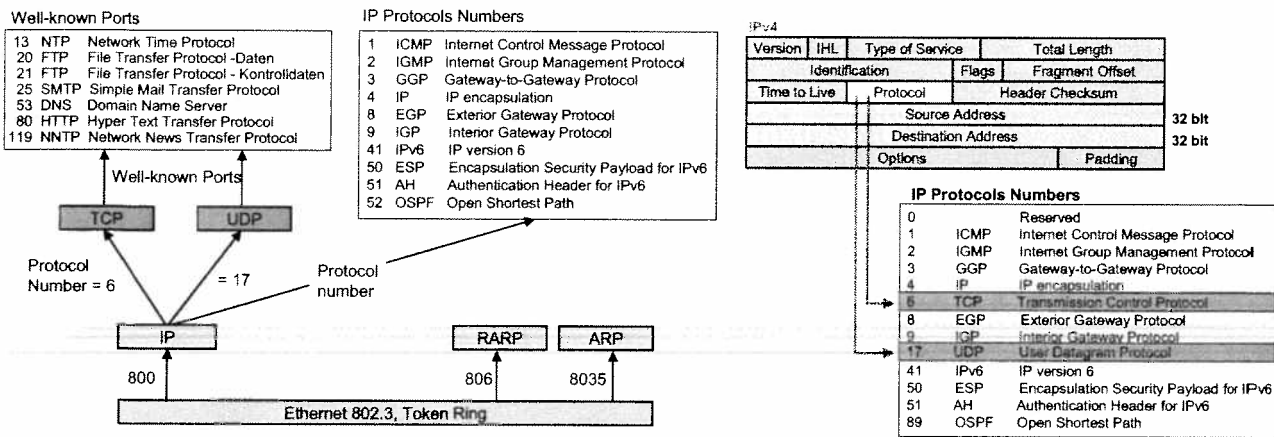 Well-known Ports
13 NTP Network Time Protocol
20 FTP File Transfer Protocol -Daten
21 FTP File Transfer Protocol - Kontrolldaten
25 SMTP Simple Mail Transfer Protocol
53 DNS Domain Name Server
80 HTTP Hyper Text Transfer Protocol
119 NNTP Network News Transfer Protocol
Well-known Ports
TCP
UDP
Protocol
Number = 6
= 17
Protocol
number
IP
RARP
ARP
800
806
8035
Ethernet 802.3, Token Ring
IP Protocols Numbers
1 ICMP Internet Control Message Protocol
2 IGMP Internet Group Management Protocol
3 GGP Gateway-to-Gateway Protocol
4 IP IP encapsulation
8 EGP Exterior Gateway Protocol
9 IGP Interior Gateway Protocol
41 IPv6 IP version 6
50 ESP Encapsulation Security Payload for IPv6
51 AH Authentication Header for IPv6
52 OSPF Open Shortest Path
IPv4
Version IHL Type of Service Total Length
Identification Flags Fragment Offset
Time to Live Protocol Header Checksum
Source Address 32 bit
Destination Address 32 bit
Options Padding
IP Protocols Numbers
0 Reserved
1 ICMP Internet Control Message Protocol
2 IGMP Internet Group Management Protocol
3 GGP Gateway-to-Gateway Protocol
4 IP IP encapsulation
6 TCP Transmission Control Protocol
8 EGP Exterior Gateway Protocol
9 IGP Interior Gateway Protocol
17 UDP User Datagram Protocol
41 IPv6 IP version 6
50 ESP Encapsulation Security Payload for IPv6
51 AH Authentication Header for IPv6
89 OSPF Open Shortest Path